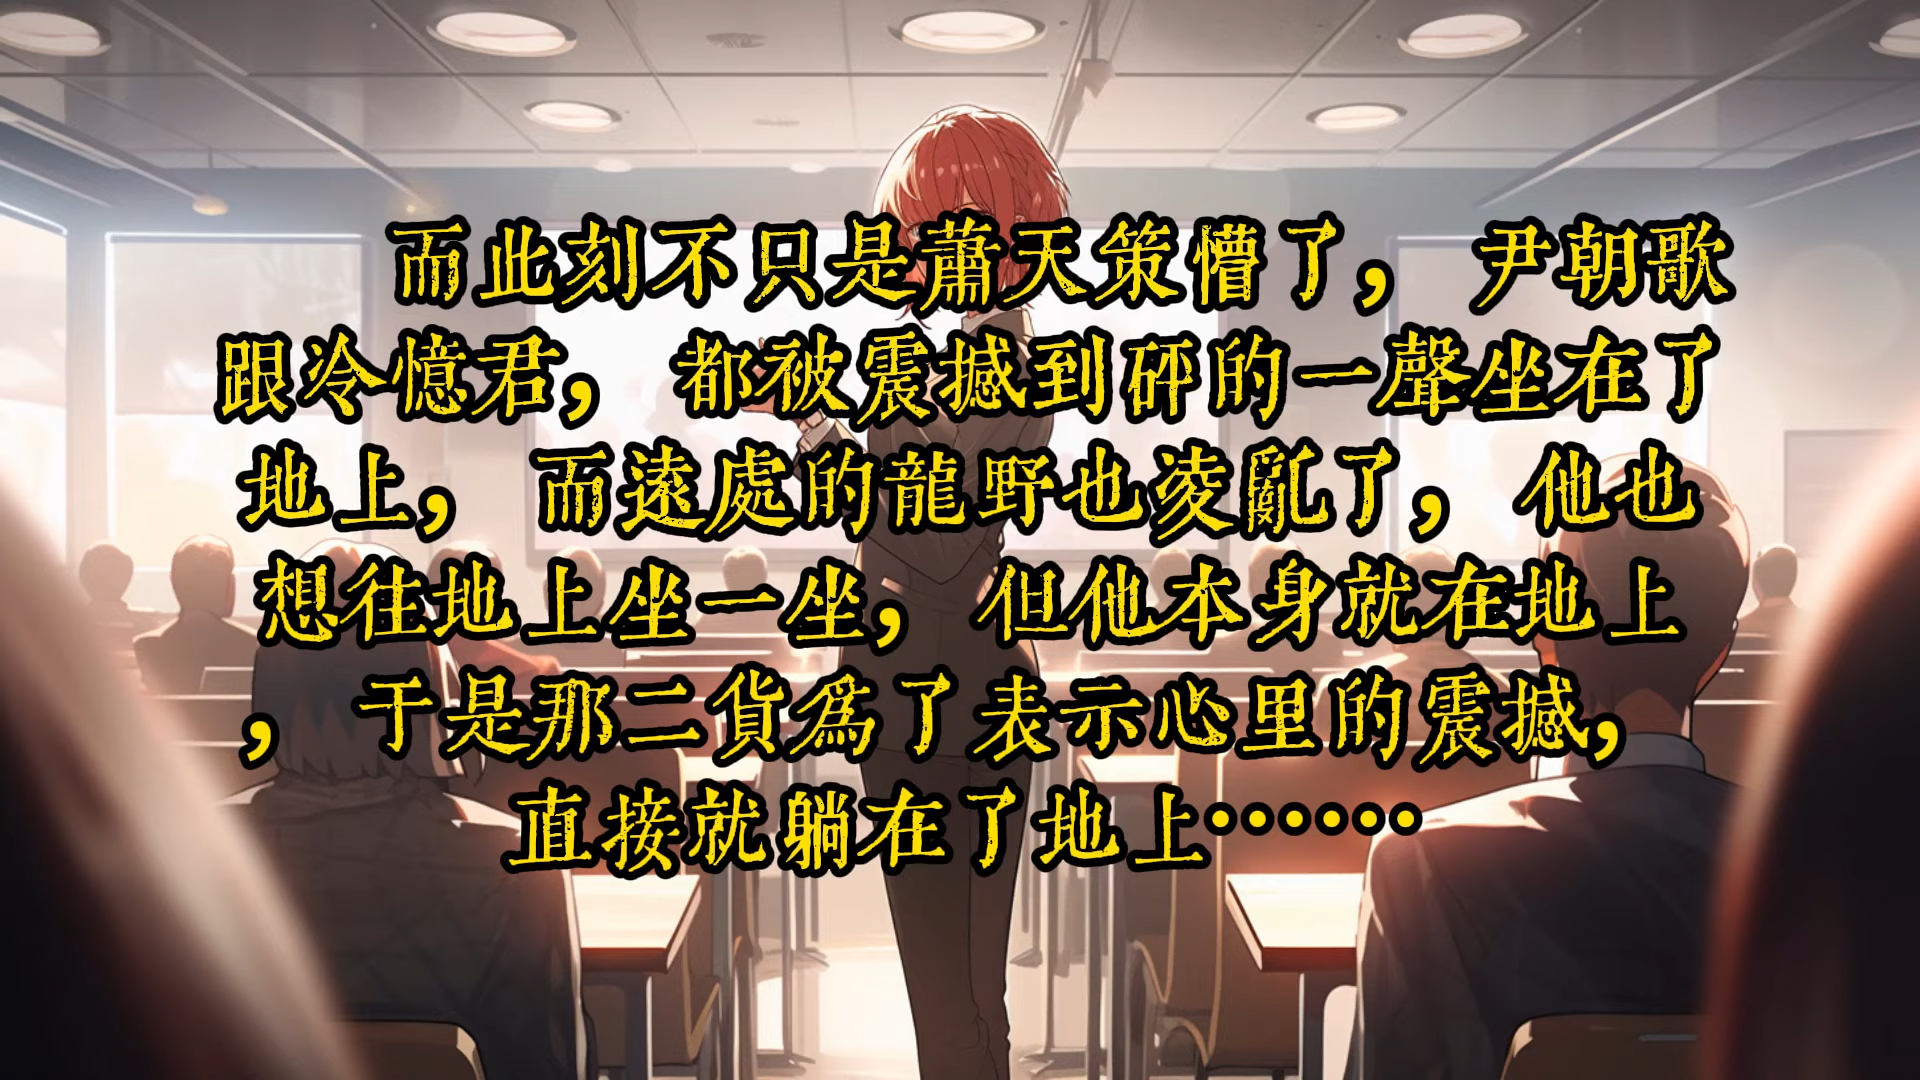 而此刻不只是蕭天策懵了，尹朝歌
跟冷憶君，都被震撼到砰的一聲坐在了
地上，而遠處的龍野也凌亂了，他也
想往地上坐一坐，但他本身就在地上
，于是那二貨爲了表示心里的震撼，
直接就躺在了地上……